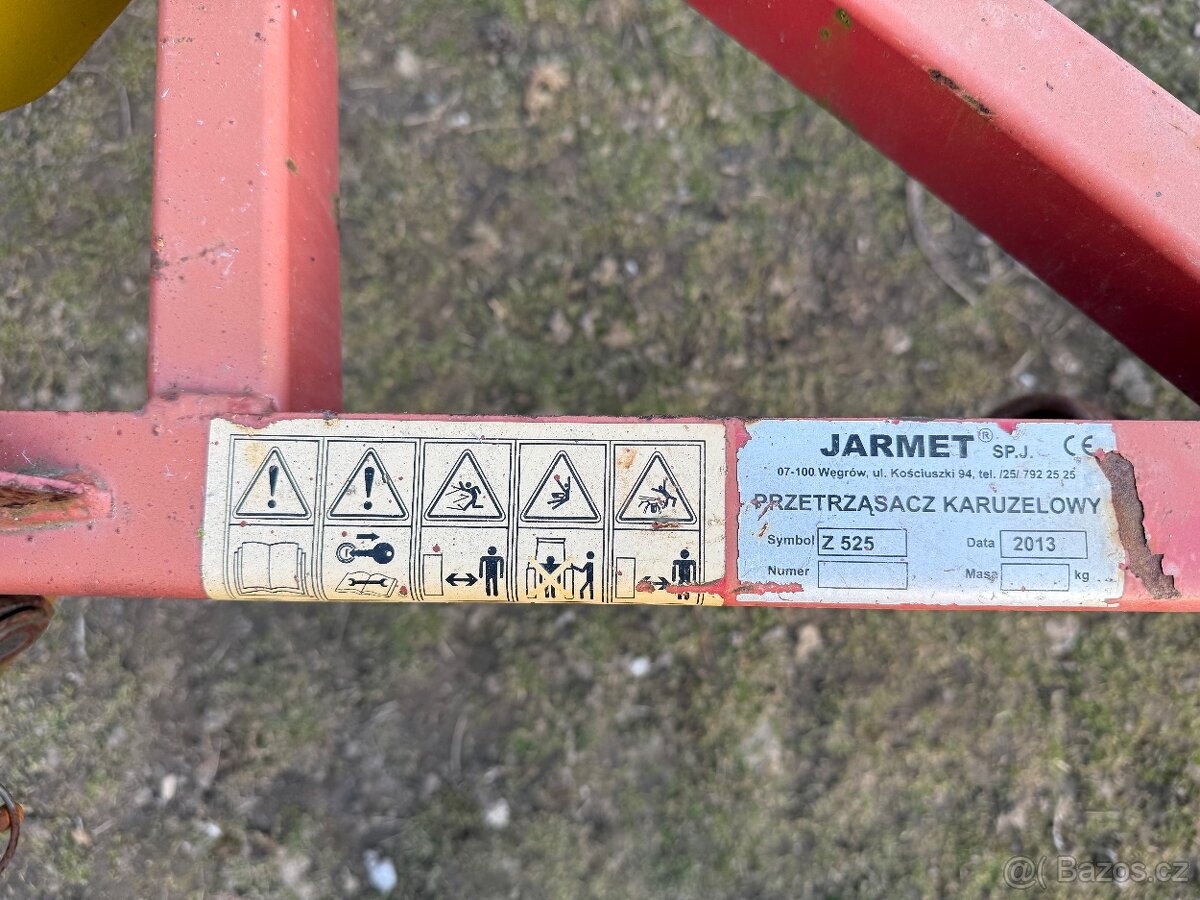 JARMET® SP.J. CE
07-100 Węgrów, ul. Kościuszki 94, tel. /25/ 792 25 25
PRZETRZĄSACZ KARUZELOWY
Symbol Z 525 Data 2013
Numer Masa kg
Bazos.cz